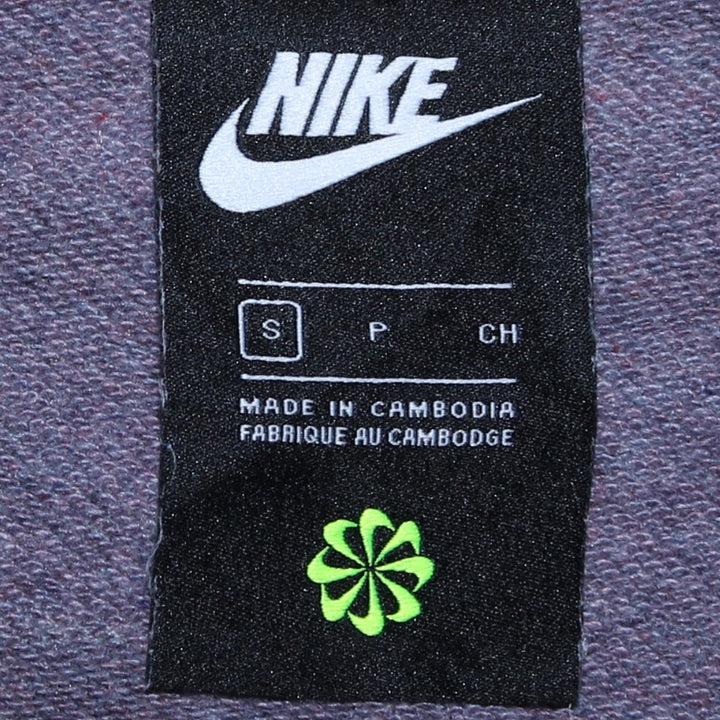 NIKE
S P CH
MADE IN CAMBODIA
FABRIQUE AU CAMBODGE